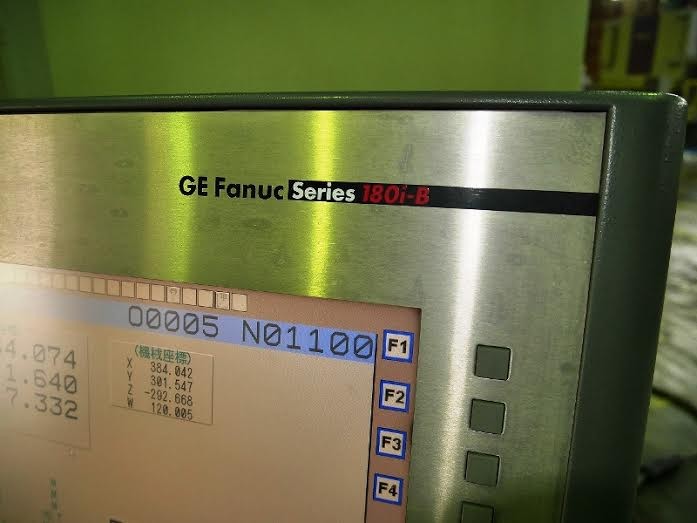 GE Fanuc Series 180i-B
O0005 N01100
4.074
1.640
7.332
(機械座標)
X 384.042
Y 301.547
Z -292.668
W 120.005
F1
F2
F3
F4